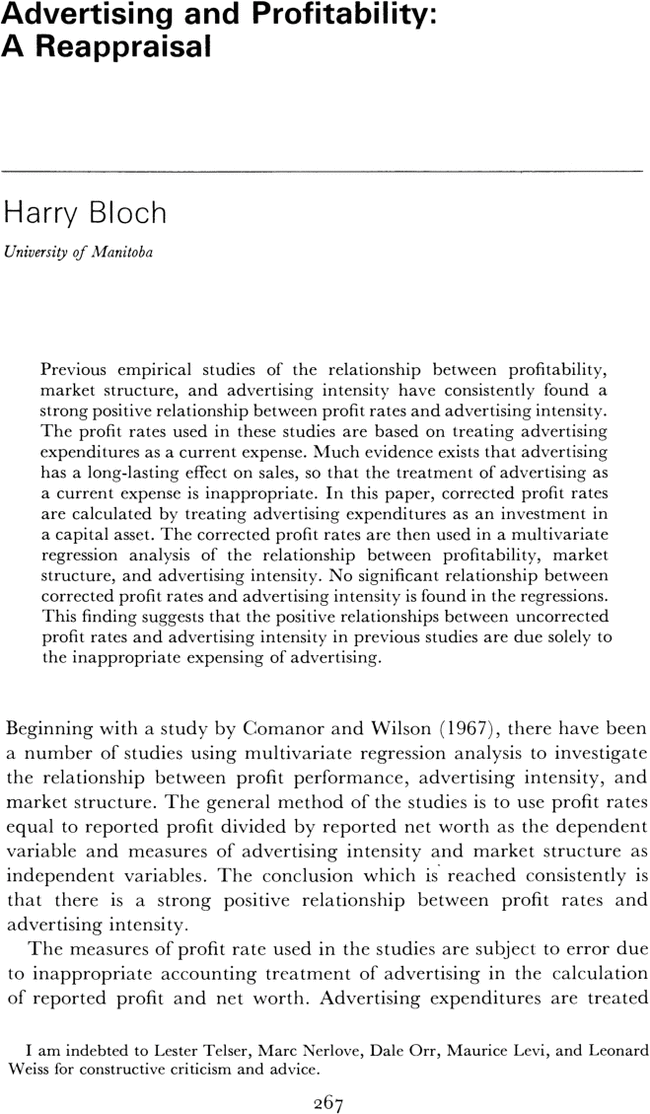 Advertising and Profitability:
A Reappraisal
Harry Bloch
University of Manitoba
Previous empirical studies of the relationship between profitability,
market structure, and advertising intensity have consistently found a
strong positive relationship between profit rates and advertising intensity.
The profit rates used in these studies are based on treating advertising
expenditures as a current expense. Much evidence exists that advertising
has a long-lasting effect on sales, so that the treatment of advertising as
a current expense is inappropriate. In this paper, corrected profit rates
are calculated by treating advertising expenditures as an investment in
a capital asset. The corrected profit rates are then used in a multivariate
regression analysis of the relationship between profitability, market
structure, and advertising intensity. No significant relationship between
corrected profit rates and advertising intensity is found in the regressions.
This finding suggests that the positive relationships between uncorrected
profit rates and advertising intensity in previous studies are due solely to
the inappropriate expensing of advertising.
Beginning with a study by Comanor and Wilson (1967), there have been
a number of studies using multivariate regression analysis to investigate
the relationship between profit performance, advertising intensity, and
market structure. The general method of the studies is to use profit rates
equal to reported profit divided by reported net worth as the dependent
variable and measures of advertising intensity and market structure as
independent variables. The conclusion which is reached consistently is
that there is a strong positive relationship between profit rates and
advertising intensity.
The measures of profit rate used in the studies are subject to error due
to inappropriate accounting treatment of advertising in the calculation
of reported profit and net worth. Advertising expenditures are treated
I am indebted to Lester Telser, Marc Nerlove, Dale Orr, Maurice Levi, and Leonard
Weiss for constructive criticism and advice.
267